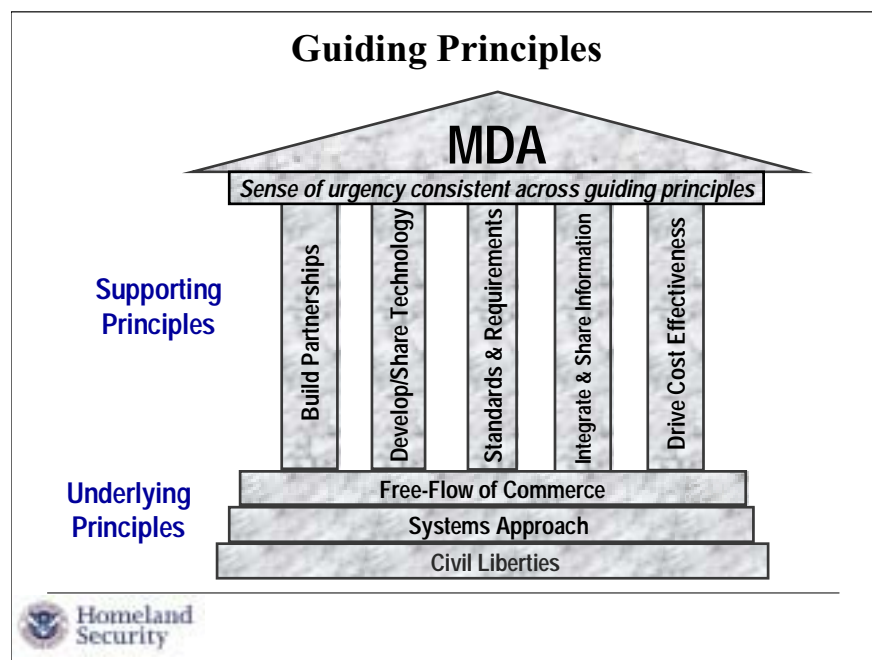 Guiding Principles
MDA
Sense of urgency consistent across guiding principles
Supporting
Principles
Build Partnerships
Develop/Share Technology
Standards & Requirements
Integrate & Share Information
Drive Cost Effectiveness
Underlying
Principles
Free-Flow of Commerce
Systems Approach
Civil Liberties
Homeland
Security